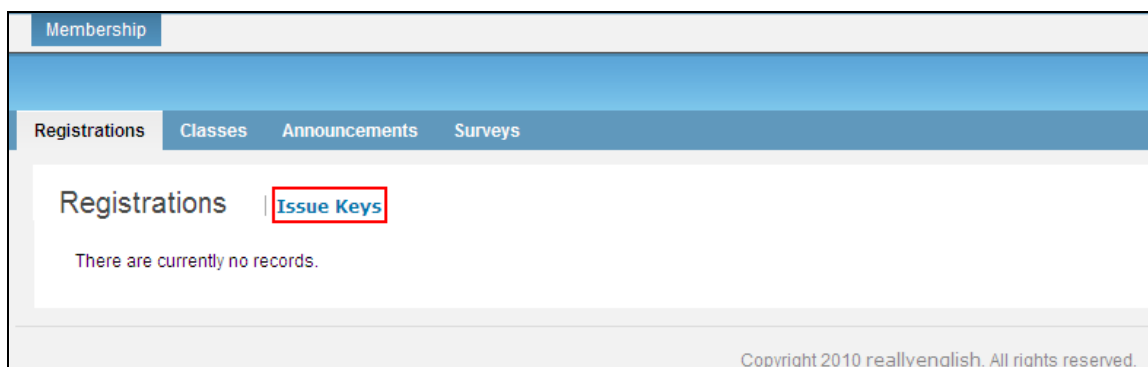 Membership
Registrations Classes Announcements Surveys
Registrations | Issue Keys
There are currently no records.
Copyright 2010 reallyenglish. All rights reserved.